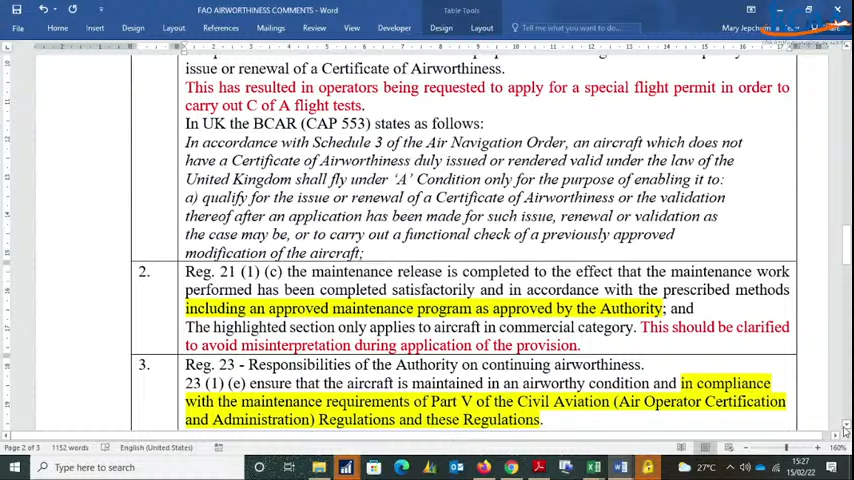 FAO AIRWORTHINESS COMMENTS - Word
Table Tools
Mary Jepchum
File
Home
Insert
Design
Layout
References
Mailings
Review
View
Developer
Design
Layout
Tell me what you want to do...
issue or renewal of a Certificate of Airworthiness.
This has resulted in operators being requested to apply for a special flight permit in order to
carry out C of A flight tests.
In UK the BCAR (CAP 553) states as follows:
In accordance with Schedule 3 of the Air Navigation Order, an aircraft which does not
have a Certificate of Airworthiness duly issued or rendered valid under the law of the
United Kingdom shall fly under ‘A’ Condition only for the purpose of enabling it to:
a) qualify for the issue or renewal of a Certificate of Airworthiness or the validation
thereof after an application has been made for such issue, renewal or validation as
the case may be, or to carry out a functional check of a previously approved
modification of the aircraft;
2.
Reg. 21 (1) (c) the maintenance release is completed to the effect that the maintenance work
performed has been completed satisfactorily and in accordance with the prescribed methods
including an approved maintenance program as approved by the Authority; and
The highlighted section only applies to aircraft in commercial category. This should be clarified
to avoid misinterpretation during application of the provision.
3.
Reg. 23 - Responsibilities of the Authority on continuing airworthiness.
23 (1) (e) ensure that the aircraft is maintained in an airworthy condition and in compliance
with the maintenance requirements of Part V of the Civil Aviation (Air Operator Certification
and Administration) Regulations and these Regulations.
Page 2 of 3
1152 words
English (United States)
160%
Type here to search
27°C
15:27
15/02/22